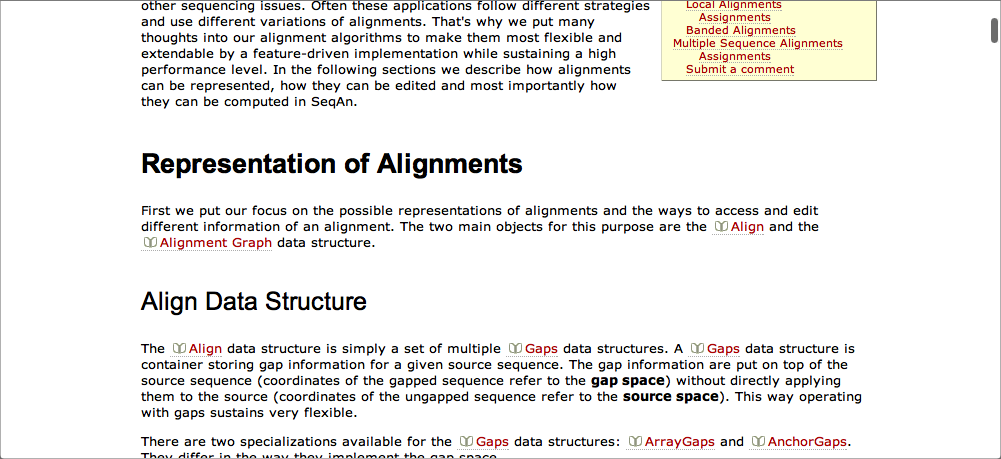 other sequencing issues. Often these applications follow different strategies
and use different variations of alignments. That's why we put many
thoughts into our alignment algorithms to make them most flexible and
extendable by a feature-driven implementation while sustaining a high
performance level. In the following sections we describe how alignments
can be represented, how they can be edited and most importantly how
they can be computed in SeqAn.
Local Alignments
Assignments
Banded Alignments
Multiple Sequence Alignments
Assignments
Submit a comment
Representation of Alignments
First we put our focus on the possible representations of alignments and the ways to access and edit
different information of an alignment. The two main objects for this purpose are the Align and the
Alignment Graph data structure.
Align Data Structure
The Align data structure is simply a set of multiple Gaps data structures. A Gaps data structure is
container storing gap information for a given source sequence. The gap information are put on top of the
source sequence (coordinates of the gapped sequence refer to the gap space) without directly applying
them to the source (coordinates of the ungapped sequence refer to the source space). This way operating
with gaps sustains very flexible.
There are two specializations available for the Gaps data structures: ArrayGaps and AnchorGaps.
They differ in the way they implement the gap space.